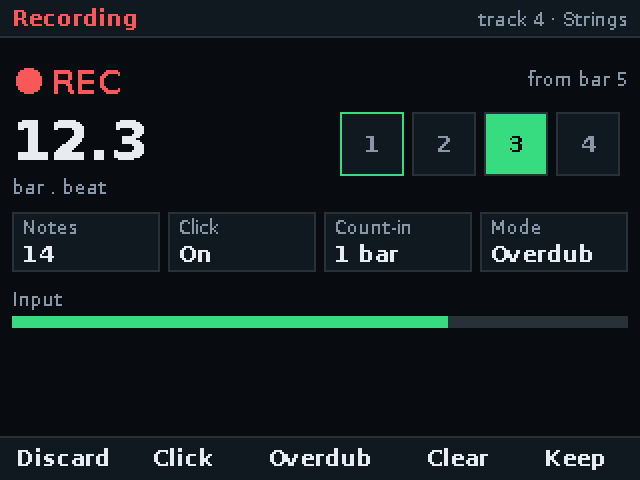 Recording
track 4 · Strings
REC
from bar 5
12.3
1 2 3 4
bar . beat
Notes
14
Click
On
Count-in
1 bar
Mode
Overdub
Input
Discard Click Overdub Clear Keep